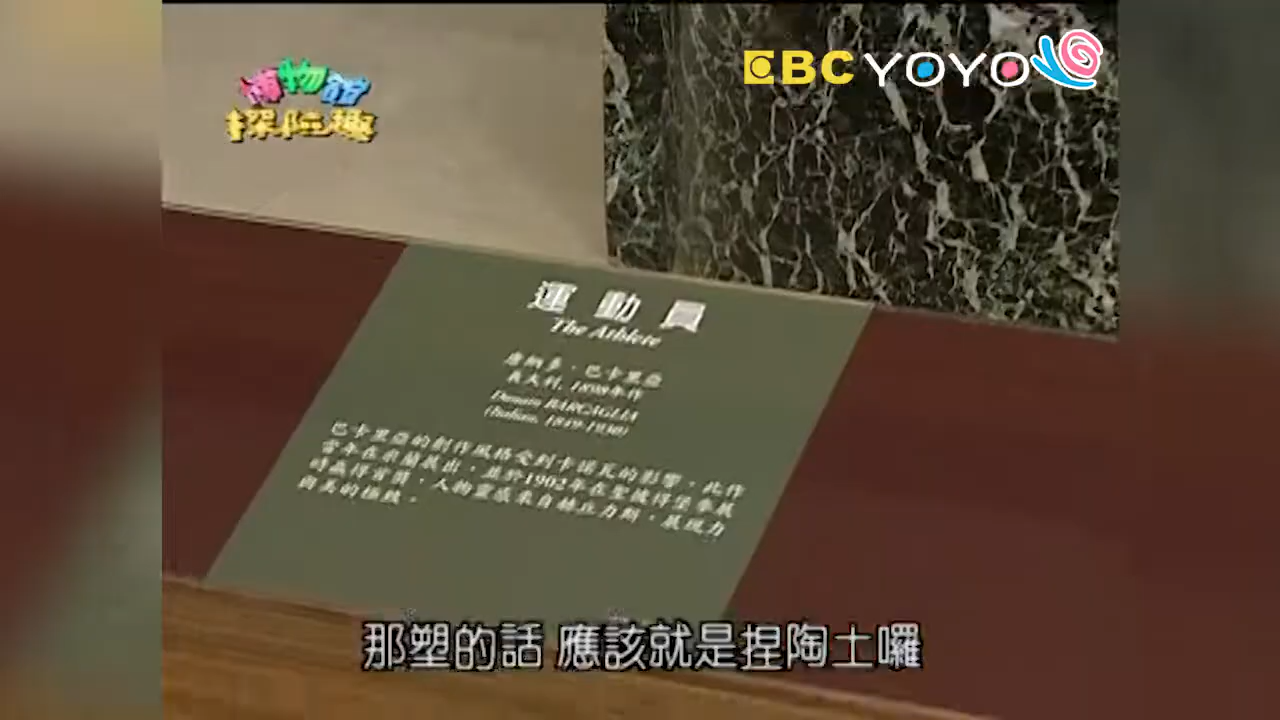 EBC YOYO
博物館
探險趣
運動員
The Athlete
唐納多．巴卡里亞
義大利, 1898年作
Donato BARCAGLIA
(Italian, 1849-1930)
巴卡里亞的創作風格受到卡諾瓦的影響，此作
當年在米蘭展出，並於1902年在聖彼得堡參展
時贏得首獎，人物靈感來自赫丘力斯，展現力
與美的極致。
那塑的話 應該就是捏陶土囉